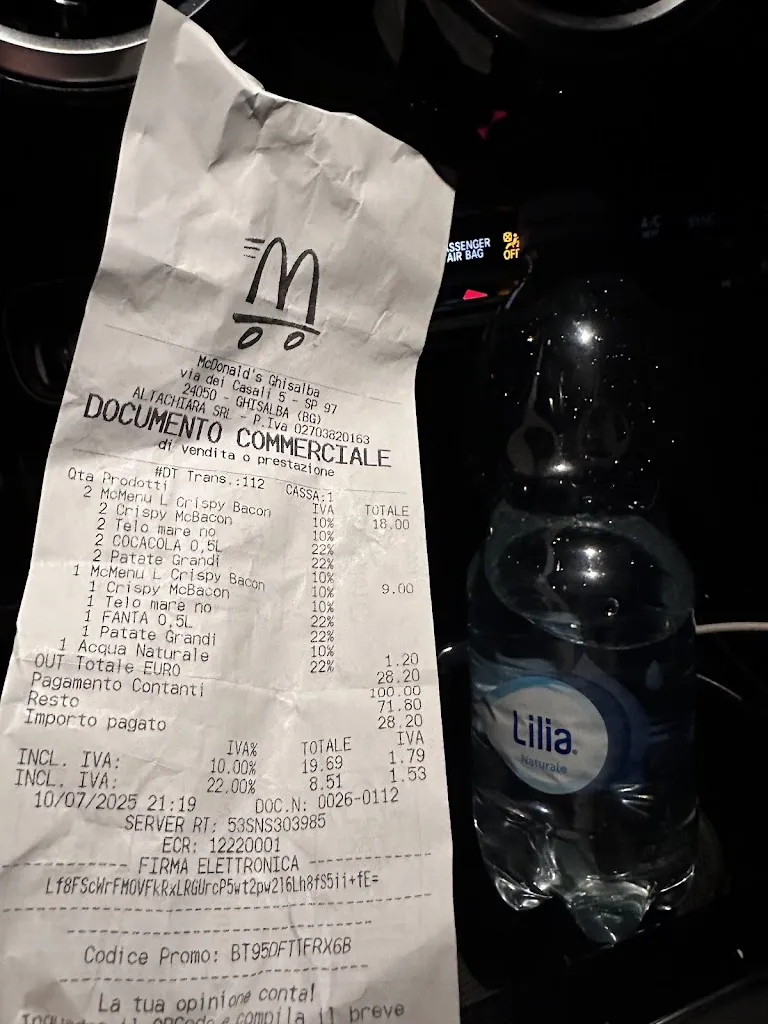 McDonald's Ghisalba
via dei Casali 5 - SP 97
24050 - GHISALBA (BG)
ALTACHIARA SRL - P.Iva 02703820163
DOCUMENTO COMMERCIALE
di vendita o prestazione
#DT Trans.:112 CASSA:1
Qta Prodotti IVA TOTALE
2 McMenu L Crispy Bacon 10% 18.00
2 Crispy McBacon 10%
2 Telo mare no 22%
2 COCACOLA 0,5L 22%
2 Patate Grandi 10%
1 McMenu L Crispy Bacon 10% 9.00
1 Crispy McBacon 10%
1 Telo mare no 22%
1 FANTA 0.5L 22%
1 Patate Grandi 10%
1 Acqua Naturale 22% 1.20
OUT Totale EURO 28.20
Pagamento Contanti 100.00
Resto 71.80
Importo pagato 28.20
IVA% TOTALE IVA
INCL. IVA: 10.00% 19.69 1.79
INCL. IVA: 22.00% 8.51 1.53
10/07/2025 21:19 DOC.N: 0026-0112
SERVER RT: 53SNS303985
ECR: 12220001
FIRMA ELETTRONICA
Codice Promo: BT95DFTTFRX6B
La tua opinione conta!
compila il breve
ASSENGER
AIR BAG
OFF
A/C
SYNC
Lilia
Naturale